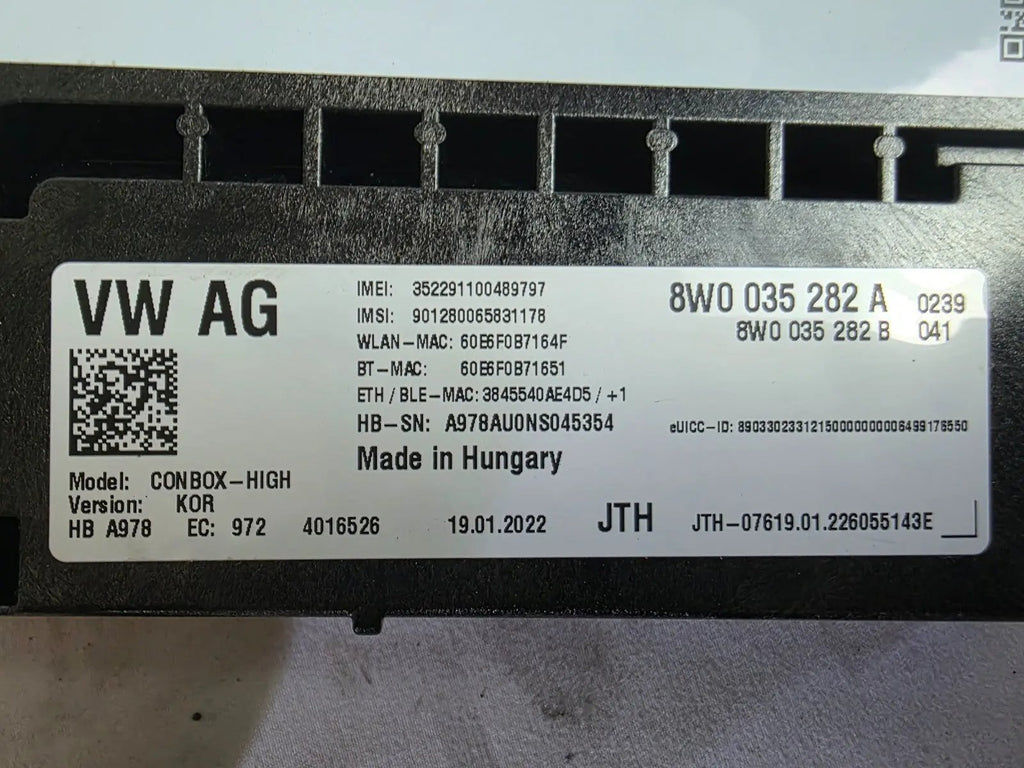 VW AG
IMEI: 352291100489797
IMSI: 901280065831178
WLAN-MAC: 60E6F0B7164F
BT-MAC: 60E6F0B71651
ETH / BLE-MAC: 3845540AE4D5 / +1
HB-SN: A978AU0NS045354
Made in Hungary
8W0 035 282 A 0239
8W0 035 282 B 041
eUICC-ID: 89033023312150000000006499176550
Model: CONBOX-HIGH
Version: KOR
HB A978 EC: 972 4016526 19.01.2022 JTH JTH-07619.01.226055143E